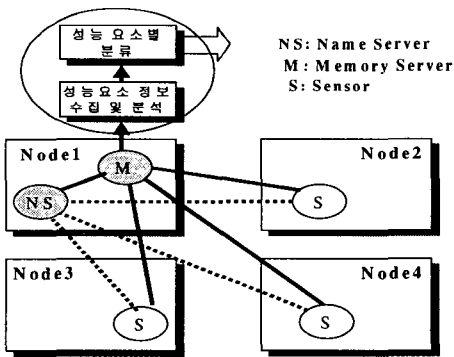 성능 요소별
분류
성능요소 정보
수집 및 분석
NS: Name Server
M: Memory Server
S: Sensor
Node1
M
NS
Node2
S
Node3
S
Node4
S